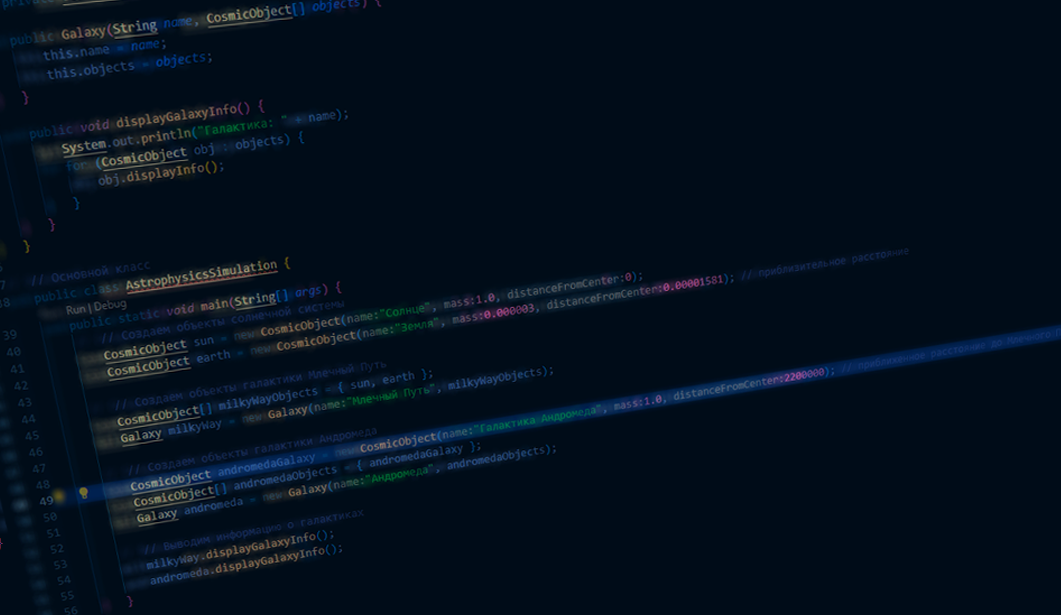 public Galaxy(String name, CosmicObject[] objects) {
this.name = name;
this.objects = objects;
}
public void displayGalaxyInfo() {
System.out.println("Галактика: " + name);
for (CosmicObject obj : objects) {
obj.displayInfo();
}
}
}
// Основной класс
38 public class AstrophysicsSimulation {
Run | Debug
39 public static void main(String[] args) {
40 // Создаем объекты солнечной системы
41 CosmicObject sun = new CosmicObject(name:"Солнце", mass:1.0, distanceFromCenter:0);
42 CosmicObject earth = new CosmicObject(name:"Земля", mass:0.000003, distanceFromCenter:0.00001581); // приблизительное расстояние
43
44 // Создаем объекты галактики Млечный Путь
45 CosmicObject[] milkyWayObjects = { sun, earth };
46 Galaxy milkyWay = new Galaxy(name:"Млечный Путь", milkyWayObjects);
47
48 // Создаем объекты галактики Андромеда
49 CosmicObject andromedaGalaxy = new CosmicObject(name:"Галактика Андромеда", mass:1.0, distanceFromCenter:2200000); // приближенное расстояние до Млечного
50 CosmicObject[] andromedaObjects = { andromedaGalaxy };
51 Galaxy andromeda = new Galaxy(name:"Андромеда", andromedaObjects);
52
53 // Выводим информацию о галактиках
54 milkyWay.displayGalaxyInfo();
55 andromeda.displayGalaxyInfo();
56 }